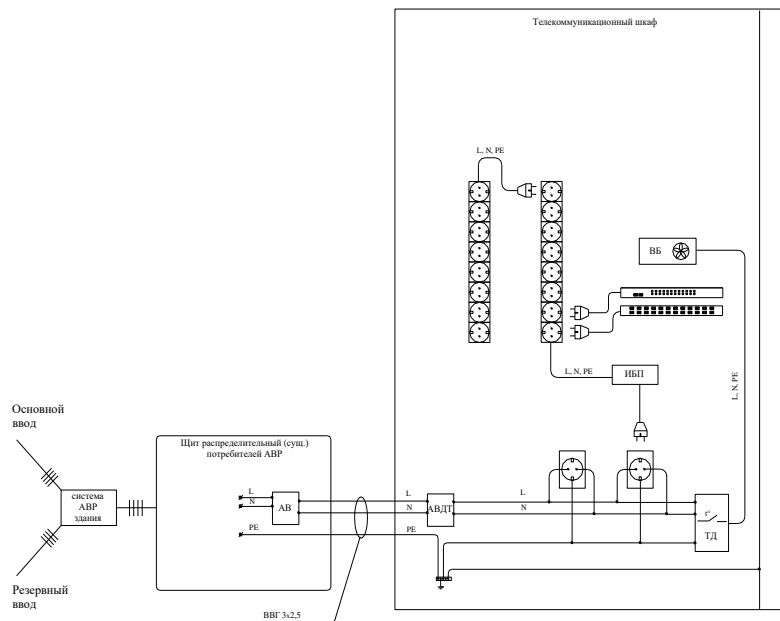 Телекоммуникационный шкаф
L, N, PE
ВБ
L, N, PE
ИБП
L, N, PE
Основной
ввод
Щит распределительный (сущ.)
потребителей АВР
система
АВР
здания
L
N
АВ
PE
L
N
PE
АВДТ
L
N
t°
ТД
Резервный
ввод
ВВГ 3х2,5